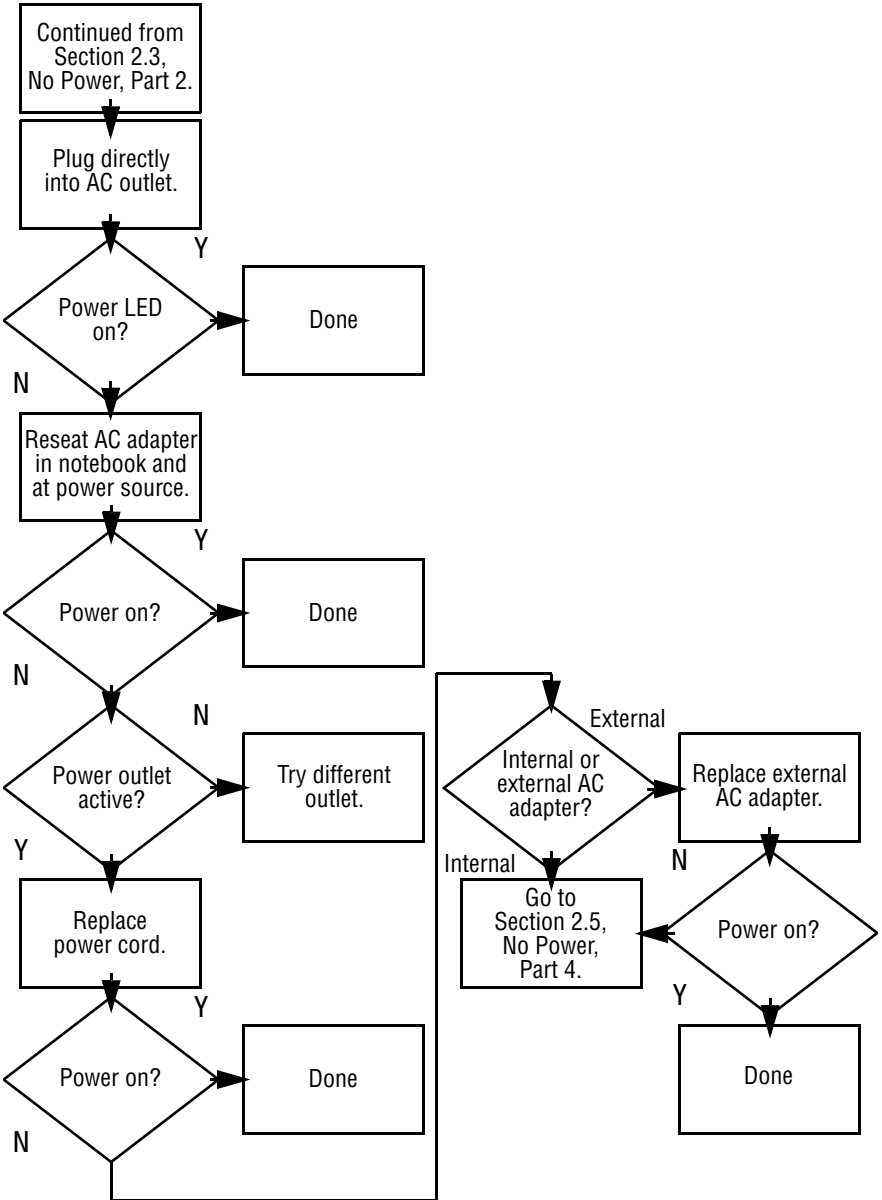 Continued from
Section 2.3,
No Power, Part 2.
Plug directly
into AC outlet.
Y
Power LED
on?
Done
N
Reseat AC adapter
in notebook and
at power source.
Y
Power on?
Done
N
N
Power outlet
active?
Try different
outlet.
Y
Replace
power cord.
Y
Power on?
Done
N
External
Internal or
external AC
adapter?
Replace external
AC adapter.
Internal
N
Go to
Section 2.5,
No Power,
Part 4.
Power on?
Y
Done